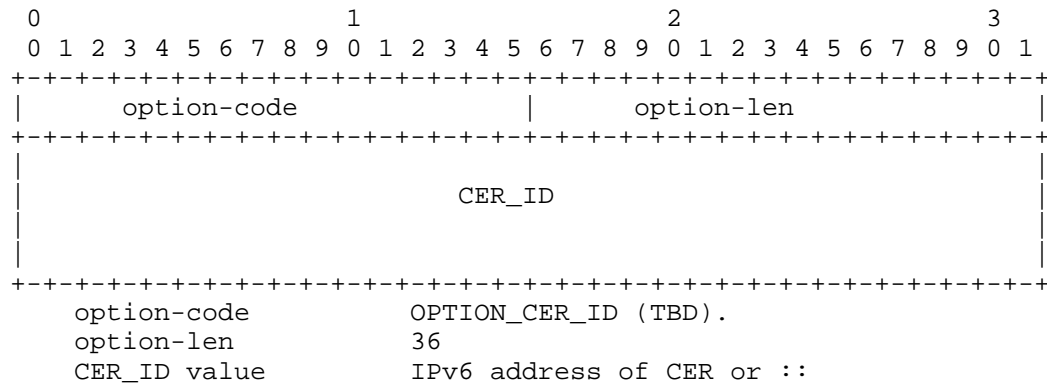 0                   1                   2                   3
 0 1 2 3 4 5 6 7 8 9 0 1 2 3 4 5 6 7 8 9 0 1 2 3 4 5 6 7 8 9 0 1
+-+-+-+-+-+-+-+-+-+-+-+-+-+-+-+-+-+-+-+-+-+-+-+-+-+-+-+-+-+-+-+-+
|      option-code              |      option-len               |
+-+-+-+-+-+-+-+-+-+-+-+-+-+-+-+-+-+-+-+-+-+-+-+-+-+-+-+-+-+-+-+-+
|                                                               |
|                           CER_ID                              |
|                                                               |
|                                                               |
+-+-+-+-+-+-+-+-+-+-+-+-+-+-+-+-+-+-+-+-+-+-+-+-+-+-+-+-+-+-+-+-+
    option-code          OPTION_CER_ID (TBD).
    option-len           36
    CER_ID value         IPv6 address of CER or ::